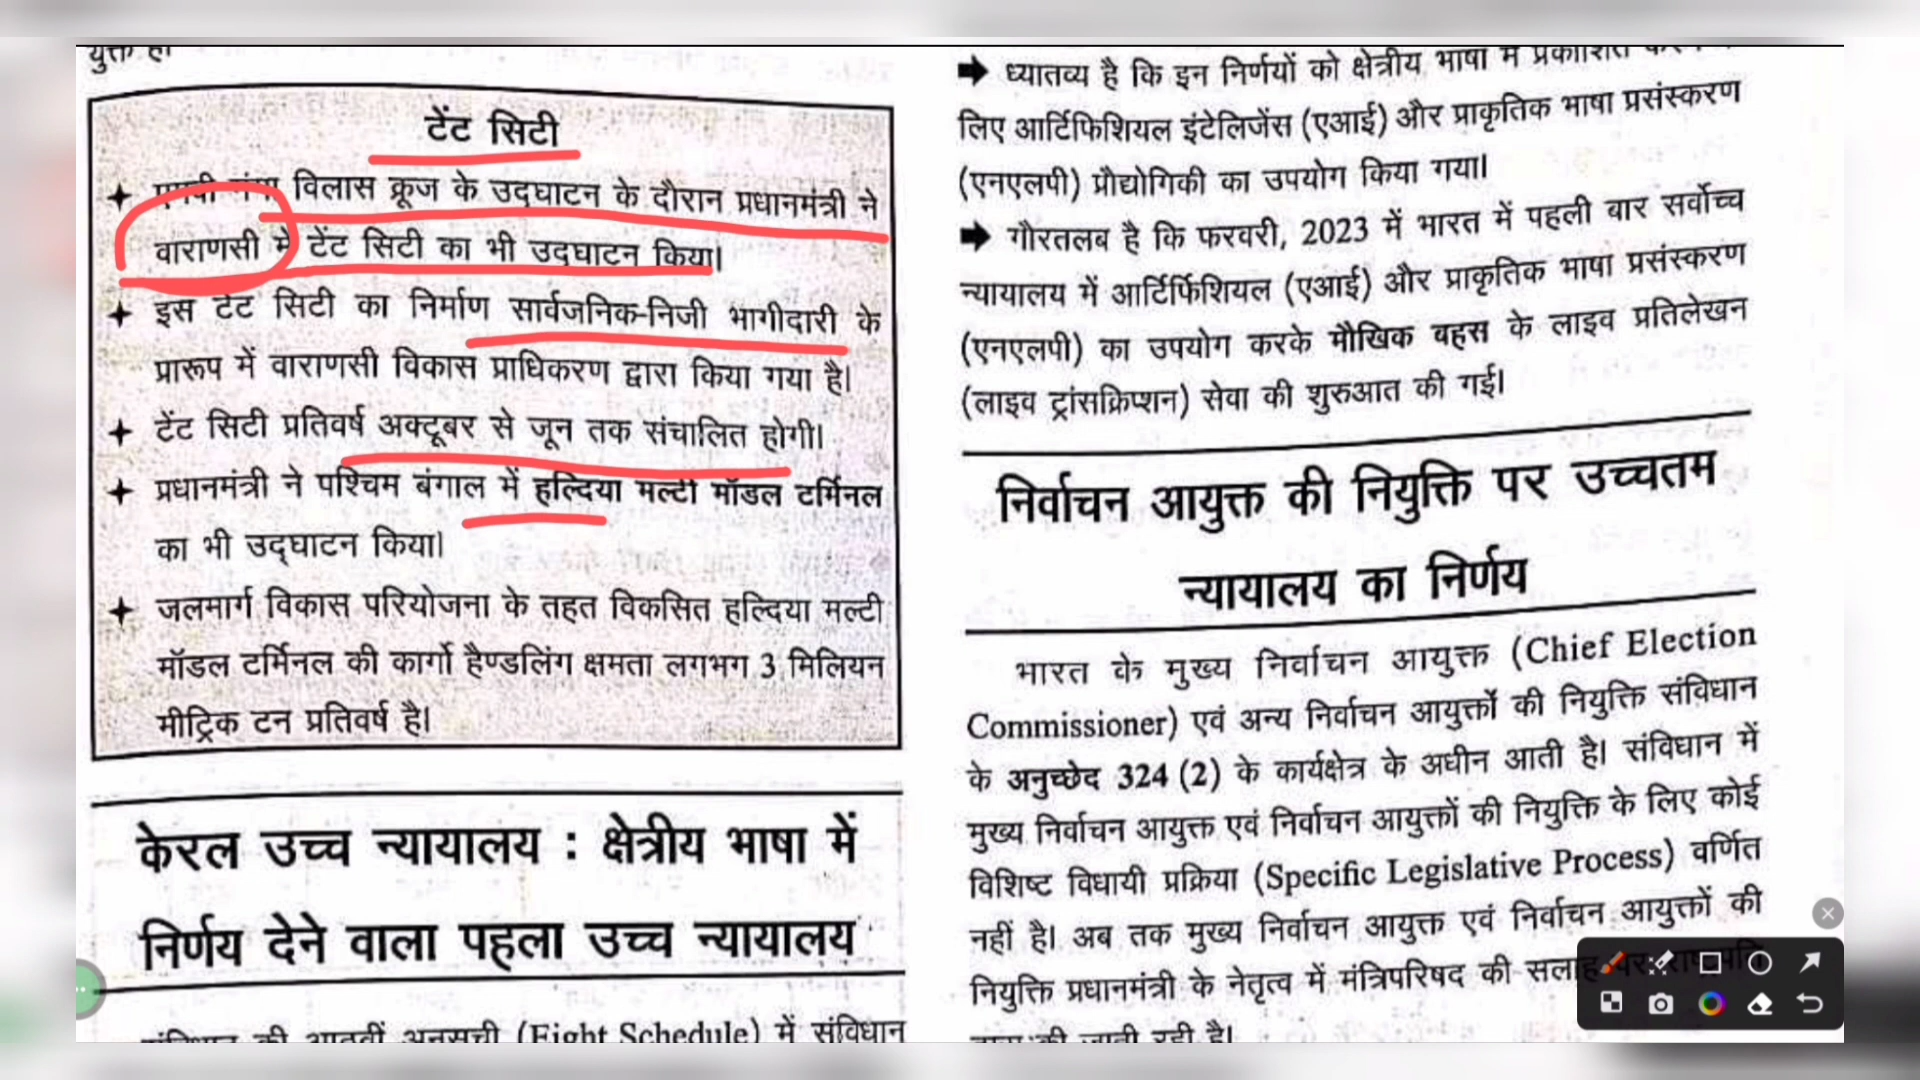 युक्त हो
टेंट सिटी
विलास क्रूज के उद्घाटन के दौरान प्रधानमंत्री ने
वाराणसी में टेंट सिटी का भी उद्घाटन किया।
इस टेंट सिटी का निर्माण सार्वजनिक-निजी भागीदारी के
प्रारूप में वाराणसी विकास प्राधिकरण द्वारा किया गया है।
टेंट सिटी प्रतिवर्ष अक्टूबर से जून तक संचालित होगी।
प्रधानमंत्री ने पश्चिम बंगाल में हल्दिया मल्टी मॉडल टर्मिनल
का भी उद्घाटन किया।
जलमार्ग विकास परियोजना के तहत विकसित हल्दिया मल्टी
मॉडल टर्मिनल की कार्गो हैण्डलिंग क्षमता लगभग 3 मिलियन
मीट्रिक टन प्रतिवर्ष है।
केरल उच्च न्यायालय : क्षेत्रीय भाषा में
निर्णय देने वाला पहला उच्च न्यायालय
संविधान की आठवीं अनुसूची (Eight Schedule) में संविधान
➡ ध्यातव्य है कि इन निर्णयों को क्षेत्रीय भाषा में प्रकाशित
लिए आर्टिफिशियल इंटेलिजेंस (एआई) और प्राकृतिक भाषा प्रसंस्करण
(एनएलपी) प्रौद्योगिकी का उपयोग किया गया।
➡ गौरतलब है कि फरवरी, 2023 में भारत में पहली बार सर्वोच्च
न्यायालय में आर्टिर्फिशियल (एआई) और प्राकृतिक भाषा प्रसंस्करण
(एनएलपी) का उपयोग करके मौखिक बहस के लाइव प्रतिलेखन
(लाइव ट्रांसक्रिप्शन) सेवा की शुरुआत की गई।
निर्वाचन आयुक्त की नियुक्ति पर उच्चतम
न्यायालय का निर्णय
भारत के मुख्य निर्वाचन आयुक्त (Chief Election
Commissioner) एवं अन्य निर्वाचन आयुक्तों की नियुक्ति संविधान
के अनुच्छेद 324 (2) के कार्यक्षेत्र के अधीन आती है। संविधान में
मुख्य निर्वाचन आयुक्त एवं निर्वाचन आयुक्तों की नियुक्ति के लिए कोई
विशिष्ट विधायी प्रक्रिया (Specific Legislative Process) वर्णित
नहीं है। अब तक मुख्य निर्वाचन आयुक्त एवं निर्वाचन आयुक्तों की
नियुक्ति प्रधानमंत्री के नेतृत्व में मंत्रिपरिषद की सलाह पर
की जाती रही है।